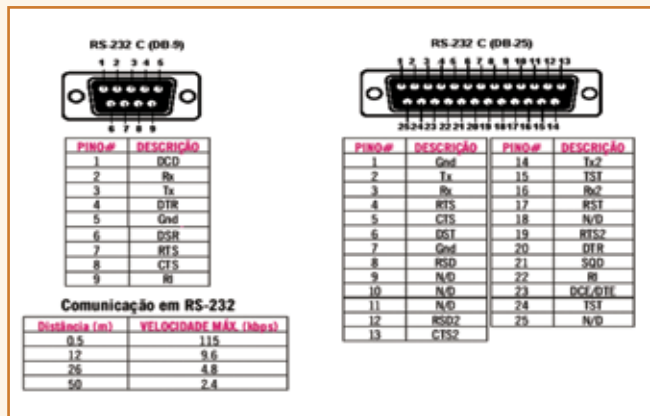 RS-232 C (DB-9)
1 2 3 4 5
6 7 8 9
PINO# DESCRIÇÃO
1 DCD
2 Rx
3 Tx
4 DTR
5 Gnd
6 DSR
7 RTS
8 CTS
9 RI
Comunicação em RS-232
Distância (m) VELOCIDADE MÁX. (kbps)
0.5 115
12 9.6
26 4.8
50 2.4
RS-232 C (DB-25)
1 2 3 4 5 6 7 8 9 10 11 12 13
25 24 23 22 21 20 19 18 17 16 15 14
PINO# DESCRIÇÃO PINO# DESCRIÇÃO
1 Gnd 14 Tx2
2 Tx 15 TST
3 Rx 16 Rx2
4 RTS 17 RST
5 CTS 18 N/D
6 DST 19 RTS2
7 Gnd 20 DTR
8 RSD 21 SQD
9 N/D 22 RI
10 N/D 23 DCE/DTE
11 N/D 24 TST
12 RSD2 25 N/D
13 CTS2